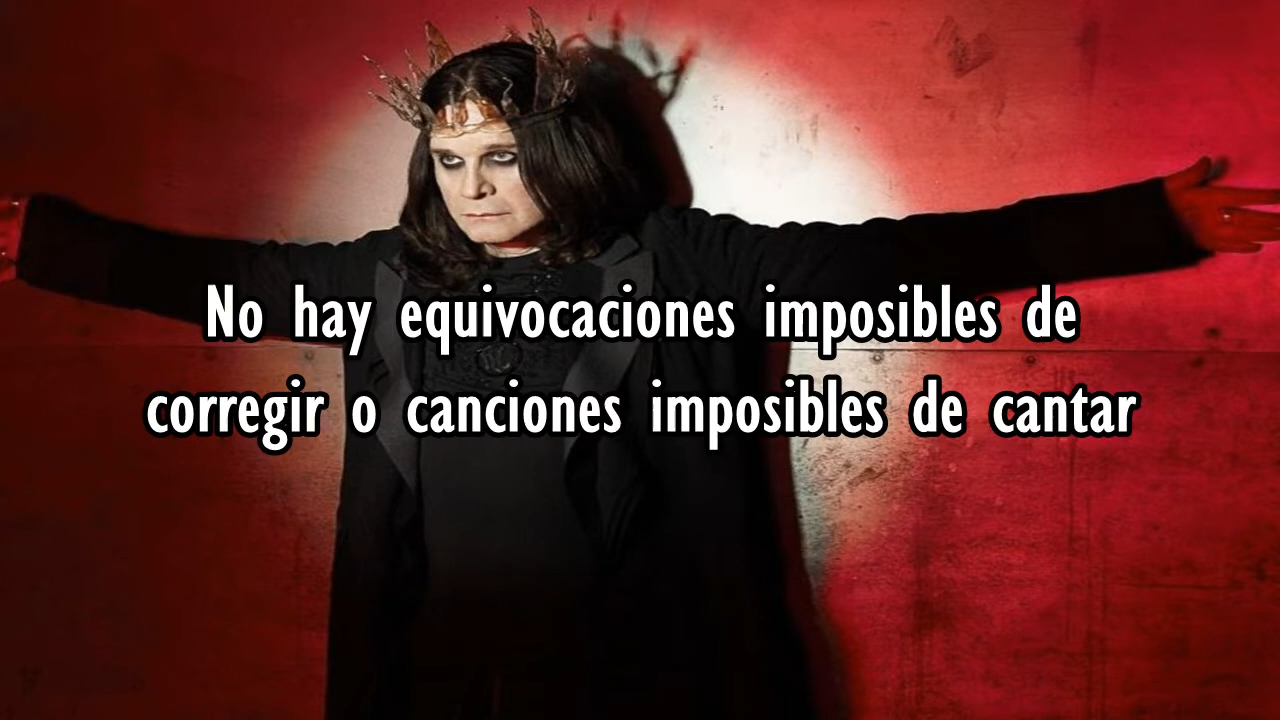 No hay equivocaciones imposibles de
corregir o canciones imposibles de cantar